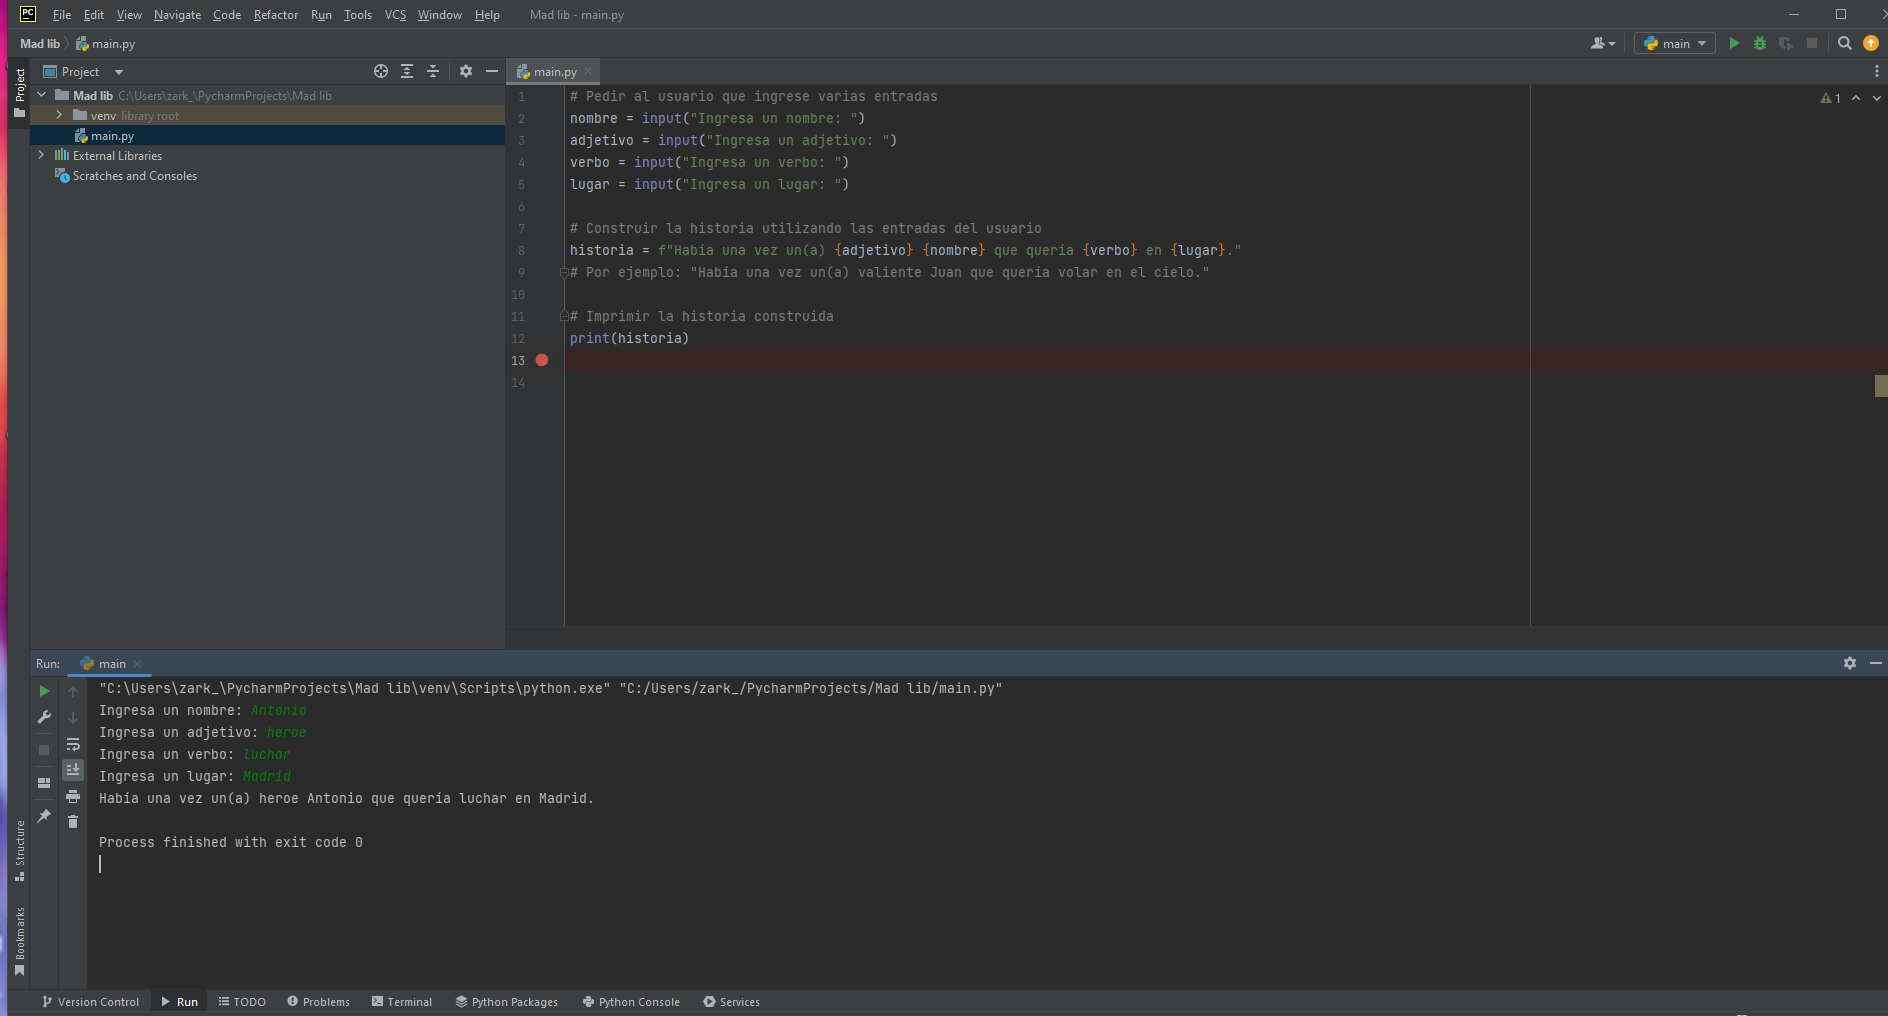 PC File Edit View Navigate Code Refactor Run Tools VCS Window Help Mad lib - main.py
Mad lib main.py main
Project
Project
Mad lib C:\Users\zark_\PycharmProjects\Mad lib
venv library root
main.py
External Libraries
Scratches and Consoles
main.py
1
1 # Pedir al usuario que ingrese varias entradas
2 nombre = input("Ingresa un nombre: ")
3 adjetivo = input("Ingresa un adjetivo: ")
4 verbo = input("Ingresa un verbo: ")
5 lugar = input("Ingresa un lugar: ")
6
7 # Construir la historia utilizando las entradas del usuario
8 historia = f"Había una vez un(a) {adjetivo} {nombre} que quería {verbo} en {lugar}."
9 # Por ejemplo: "Había una vez un(a) valiente Juan que quería volar en el cielo."
10
11 # Imprimir la historia construida
12 print(historia)
13
14
Run: main
"C:\Users\zark_\PycharmProjects\Mad lib\venv\Scripts\python.exe" "C:/Users/zark_/PycharmProjects/Mad lib/main.py"
Ingresa un nombre: Antonio
Ingresa un adjetivo: heroe
Ingresa un verbo: luchar
Ingresa un lugar: Madrid
Había una vez un(a) heroe Antonio que quería luchar en Madrid.
Process finished with exit code 0
Structure
Bookmarks
Version Control Run TODO Problems Terminal Python Packages Python Console Services